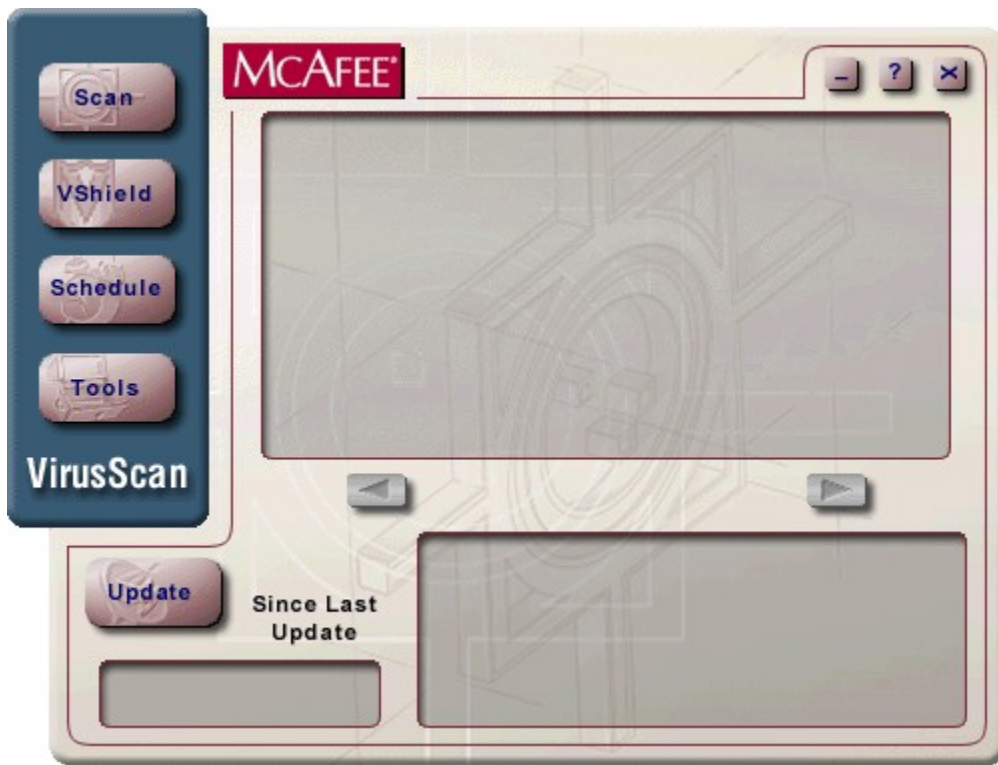 McAFEE
Scan
VShield
Schedule
Tools
VirusScan
?
Update
Since Last
Update